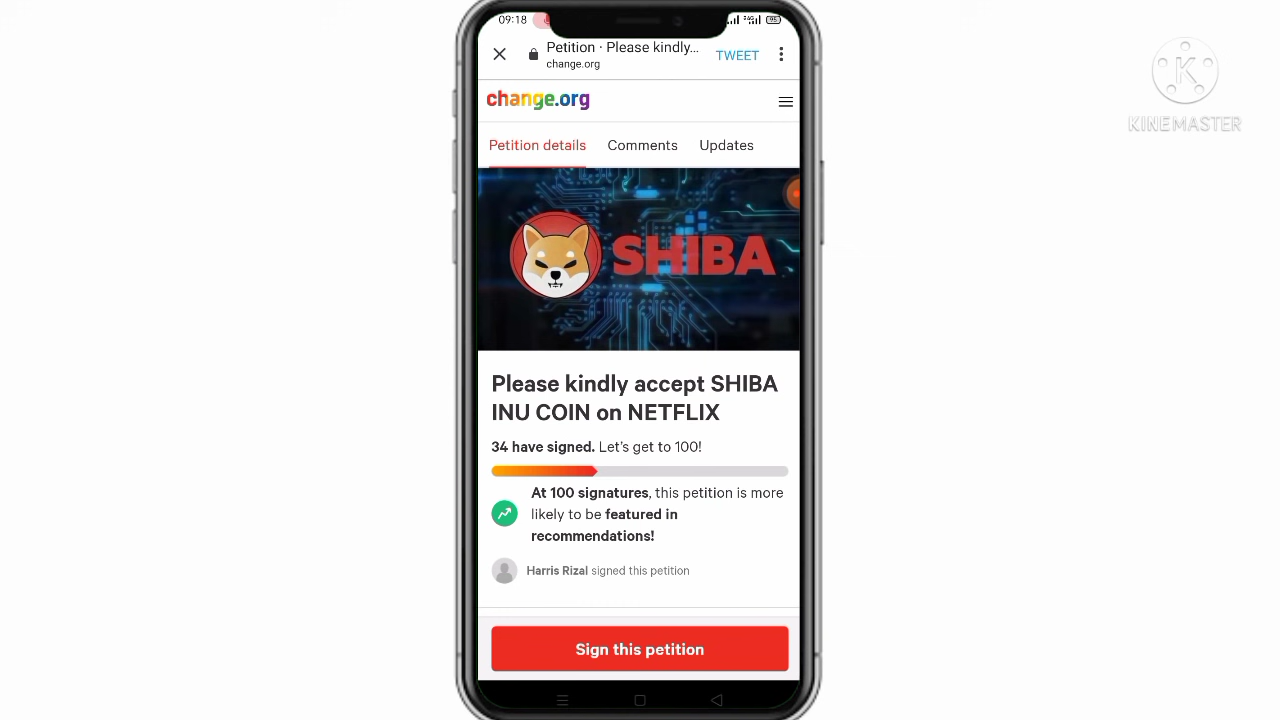 09:18
Petition · Please kindly...
change.org
TWEET
change.org
Petition details Comments Updates
SHIBA
Please kindly accept SHIBA
INU COIN on NETFLIX
34 have signed. Let's get to 100!
At 100 signatures, this petition is more
likely to be featured in
recommendations!
Harris Rizal signed this petition
Sign this petition
K
KINEMASTER